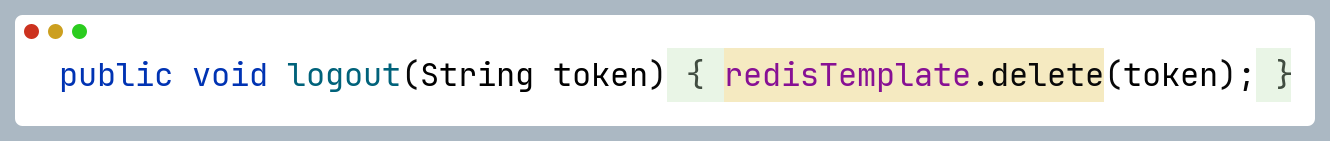 public void logout(String token) { redisTemplate.delete(token); }